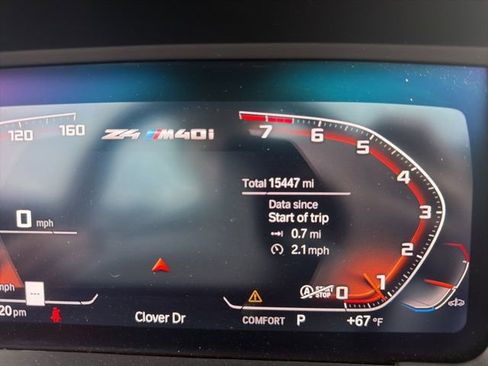 120 160
Z4 M40i
7 6 5 4 3 2 1 0
Total 15447 mi
Data since
Start of trip
0.7 mi
2.1 mph
0 mph
mph
A START
STOP
20 pm
Clover Dr
COMFORT P +67 °F